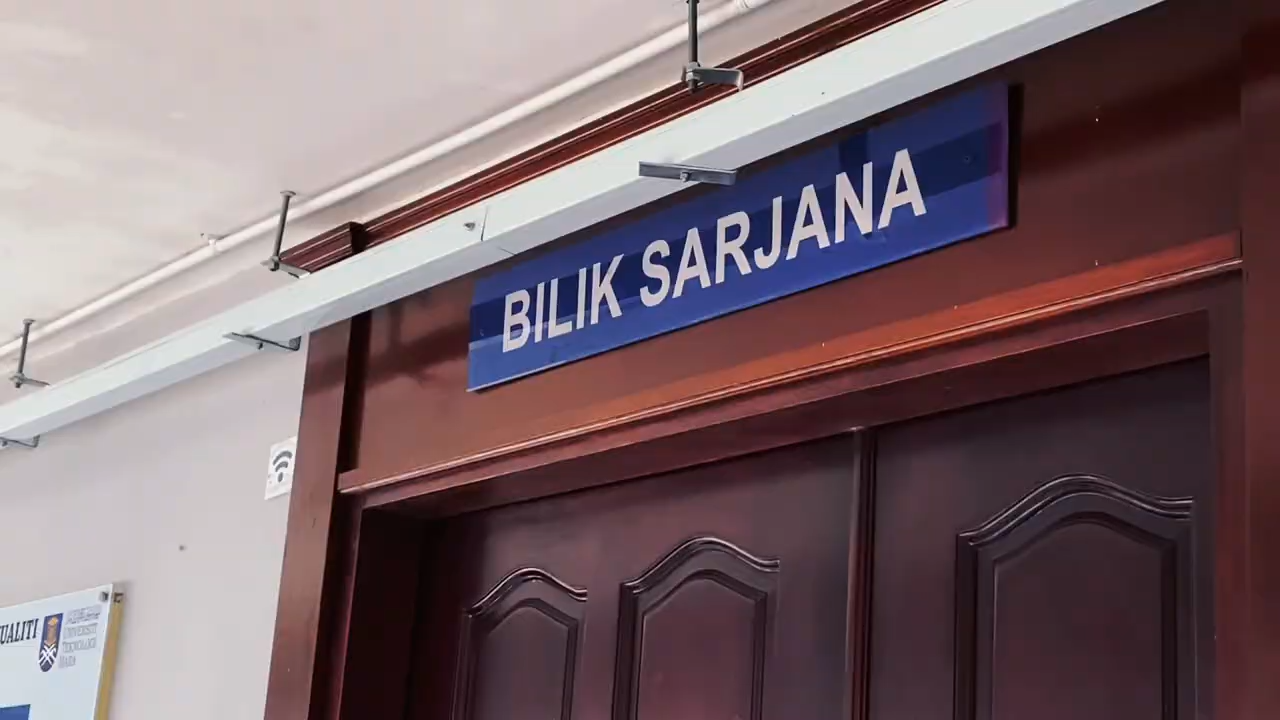 BILIK SARJANA
UALITI
UNIVERSITI
TEKNOLOGI
MARA